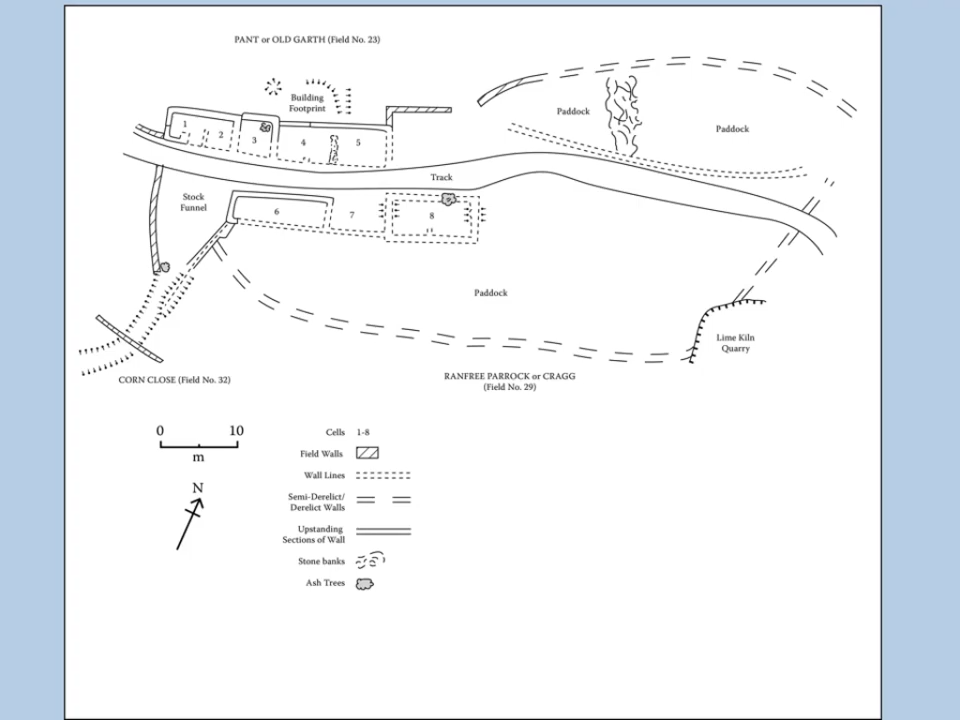 PANT or OLD GARTH (Field No. 23)
Building
Footprint
Paddock
Paddock
1
2
3
4
5
Track
Stock
Funnel
6
7
8
Paddock
Lime Kiln
Quarry
CORN CLOSE (Field No. 32)
RANFREE PARROCK or CRAGG
(Field No. 29)
0 10
m
N
Cells 1-8
Field Walls
Wall Lines
Semi-Derelict/
Derelict Walls
Upstanding
Sections of Wall
Stone banks
Ash Trees